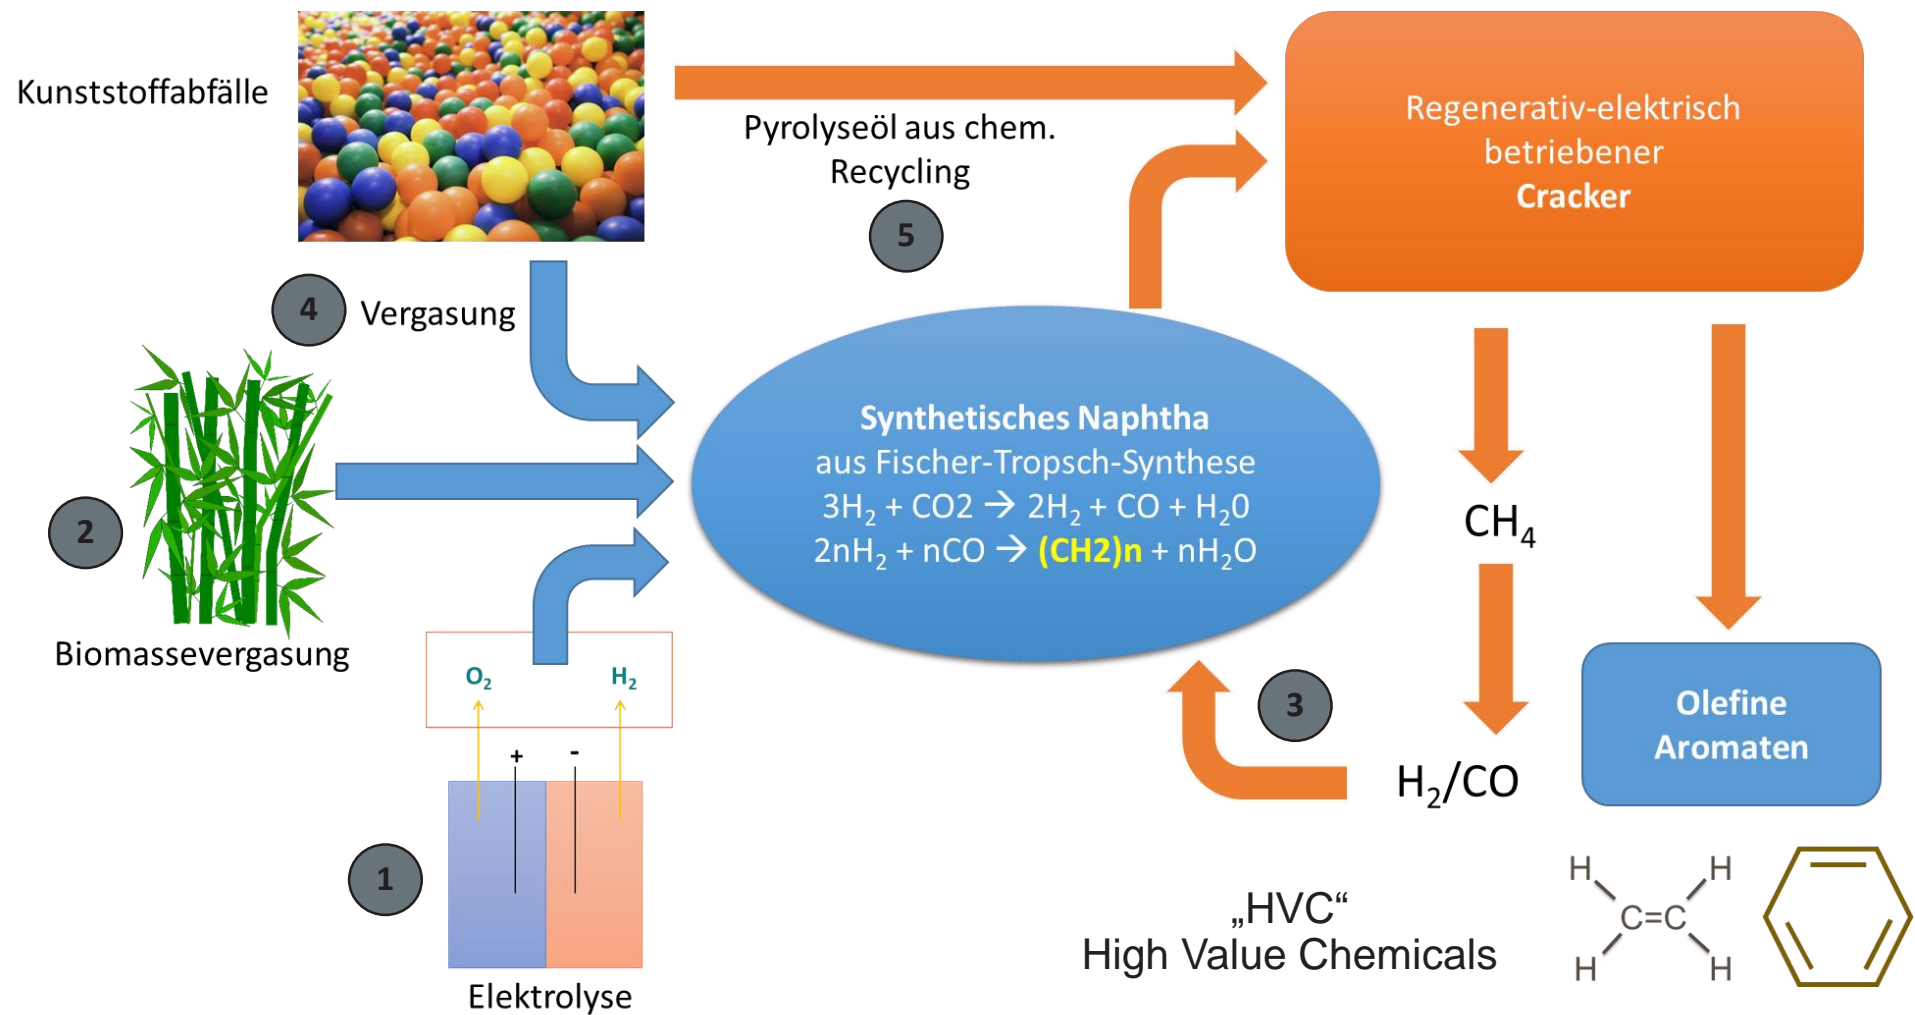 Kunststoffabfälle
Pyrolyseöl aus chem.
Recycling
5
Regenerativ-elektrisch
betriebener
Cracker
4
Vergasung
2
Biomassevergasung
Synthetisches Naphtha
aus Fischer-Tropsch-Synthese
3H₂ + CO2 → 2H₂ + CO + H₂0
2nH₂ + nCO → (CH2)n + nH₂O
CH₄
O₂
H₂
+
-
1
Elektrolyse
3
H₂/CO
Olefine
Aromaten
„HVC“
High Value Chemicals
H H
C=C
H H